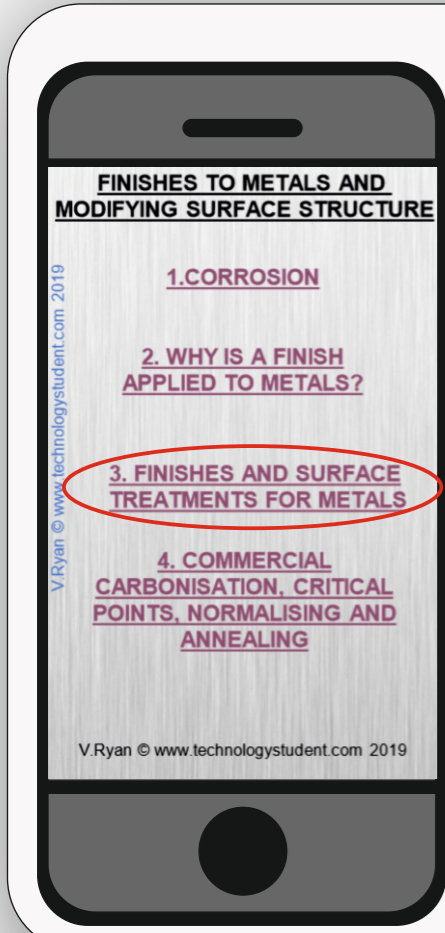 FINISHES TO METALS AND
MODIFYING SURFACE STRUCTURE
1.CORROSION
2. WHY IS A FINISH
APPLIED TO METALS?
3. FINISHES AND SURFACE
TREATMENTS FOR METALS
4. COMMERCIAL
CARBONISATION, CRITICAL
POINTS, NORMALISING AND
ANNEALING
V.Ryan © www.technologystudent.com 2019
V.Ryan © www.technologystudent.com 2019